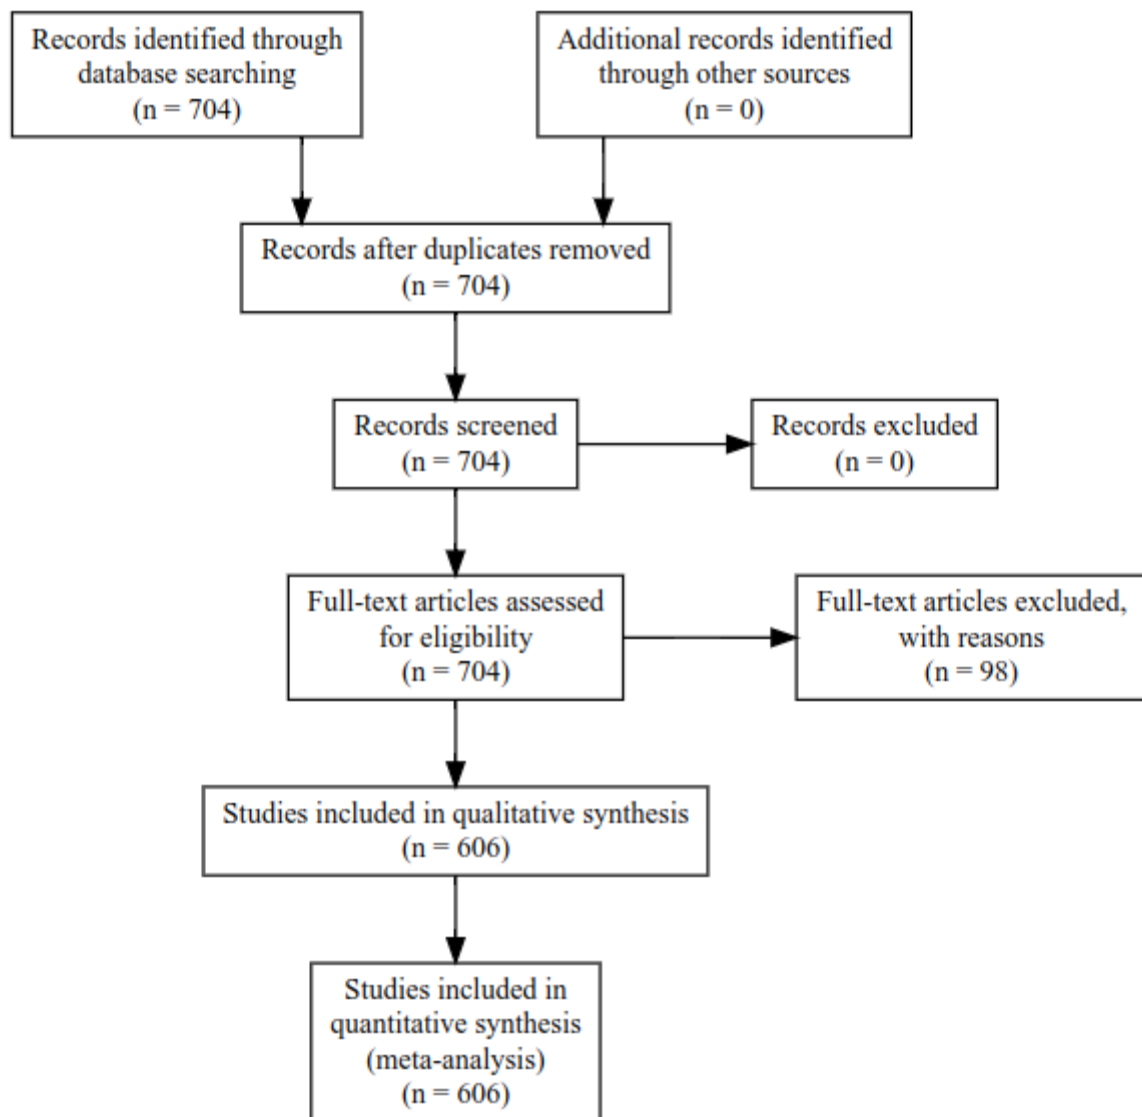 Records identified through
database searching
(n = 704)
Additional records identified
through other sources
(n = 0)
Records after duplicates removed
(n = 704)
Records screened
(n = 704)
Records excluded
(n = 0)
Full-text articles assessed
for eligibility
(n = 704)
Full-text articles excluded,
with reasons
(n = 98)
Studies included in qualitative synthesis
(n = 606)
Studies included in
quantitative synthesis
(meta-analysis)
(n = 606)